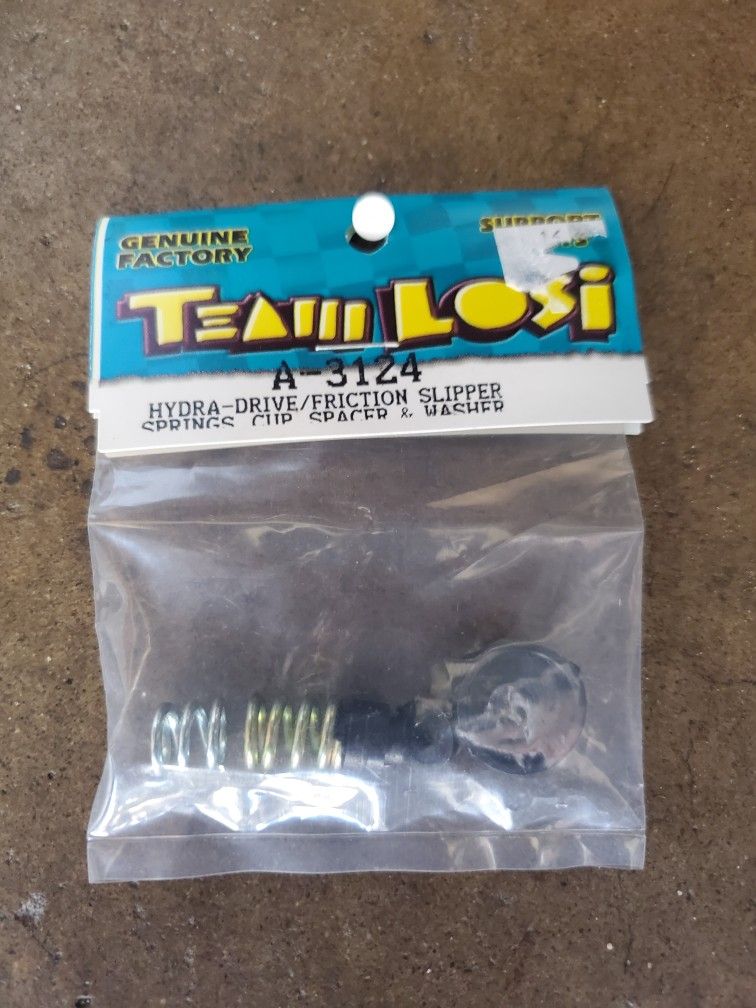 GENUINE
FACTORY
SUPPORT
TEAM LOSI
A-3124
HYDRA-DRIVE/FRICTION SLIPPER
SPRINGS, CUP, SPACER & WASHER